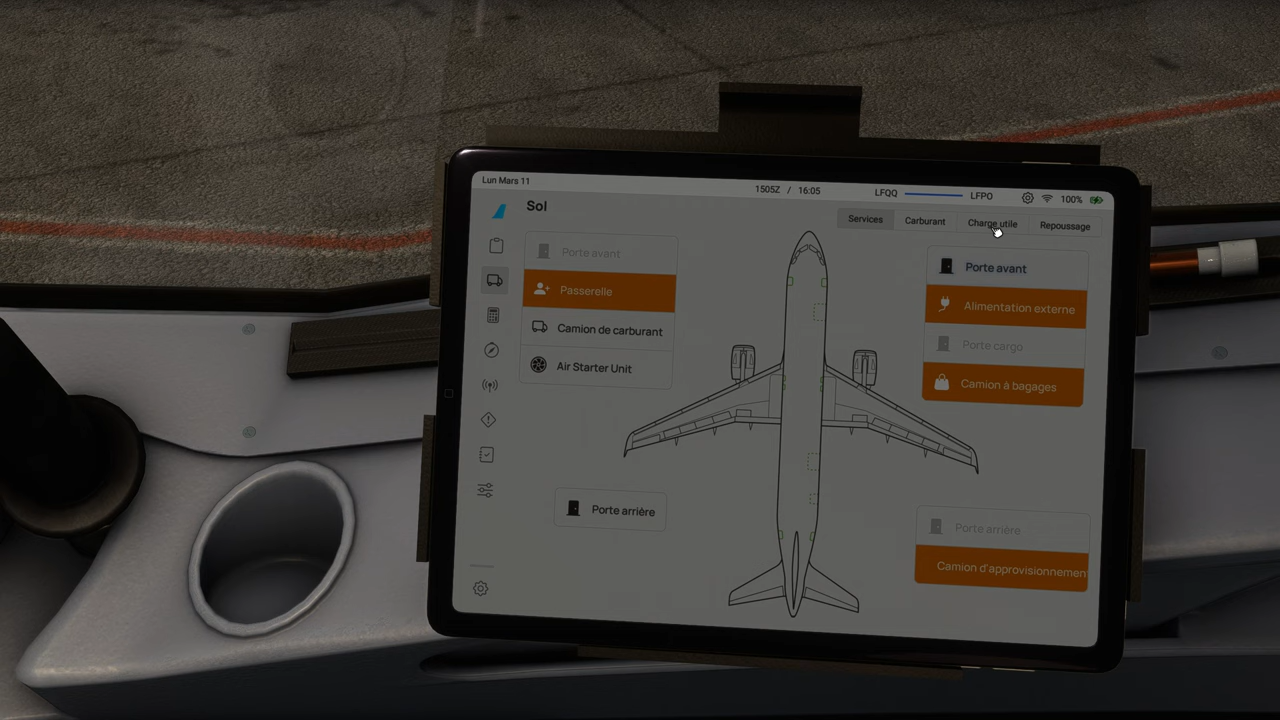 Lun Mars 11
1505Z / 16:05
LFQQ
LFPO
100%
Sol
Services
Carburant
Charge utile
Repoussage
Porte avant
Passerelle
Camion de carburant
Air Starter Unit
Porte avant
Alimentation externe
Porte cargo
Camion à bagages
Porte arrière
Porte arrière
Camion d'approvisionnemen